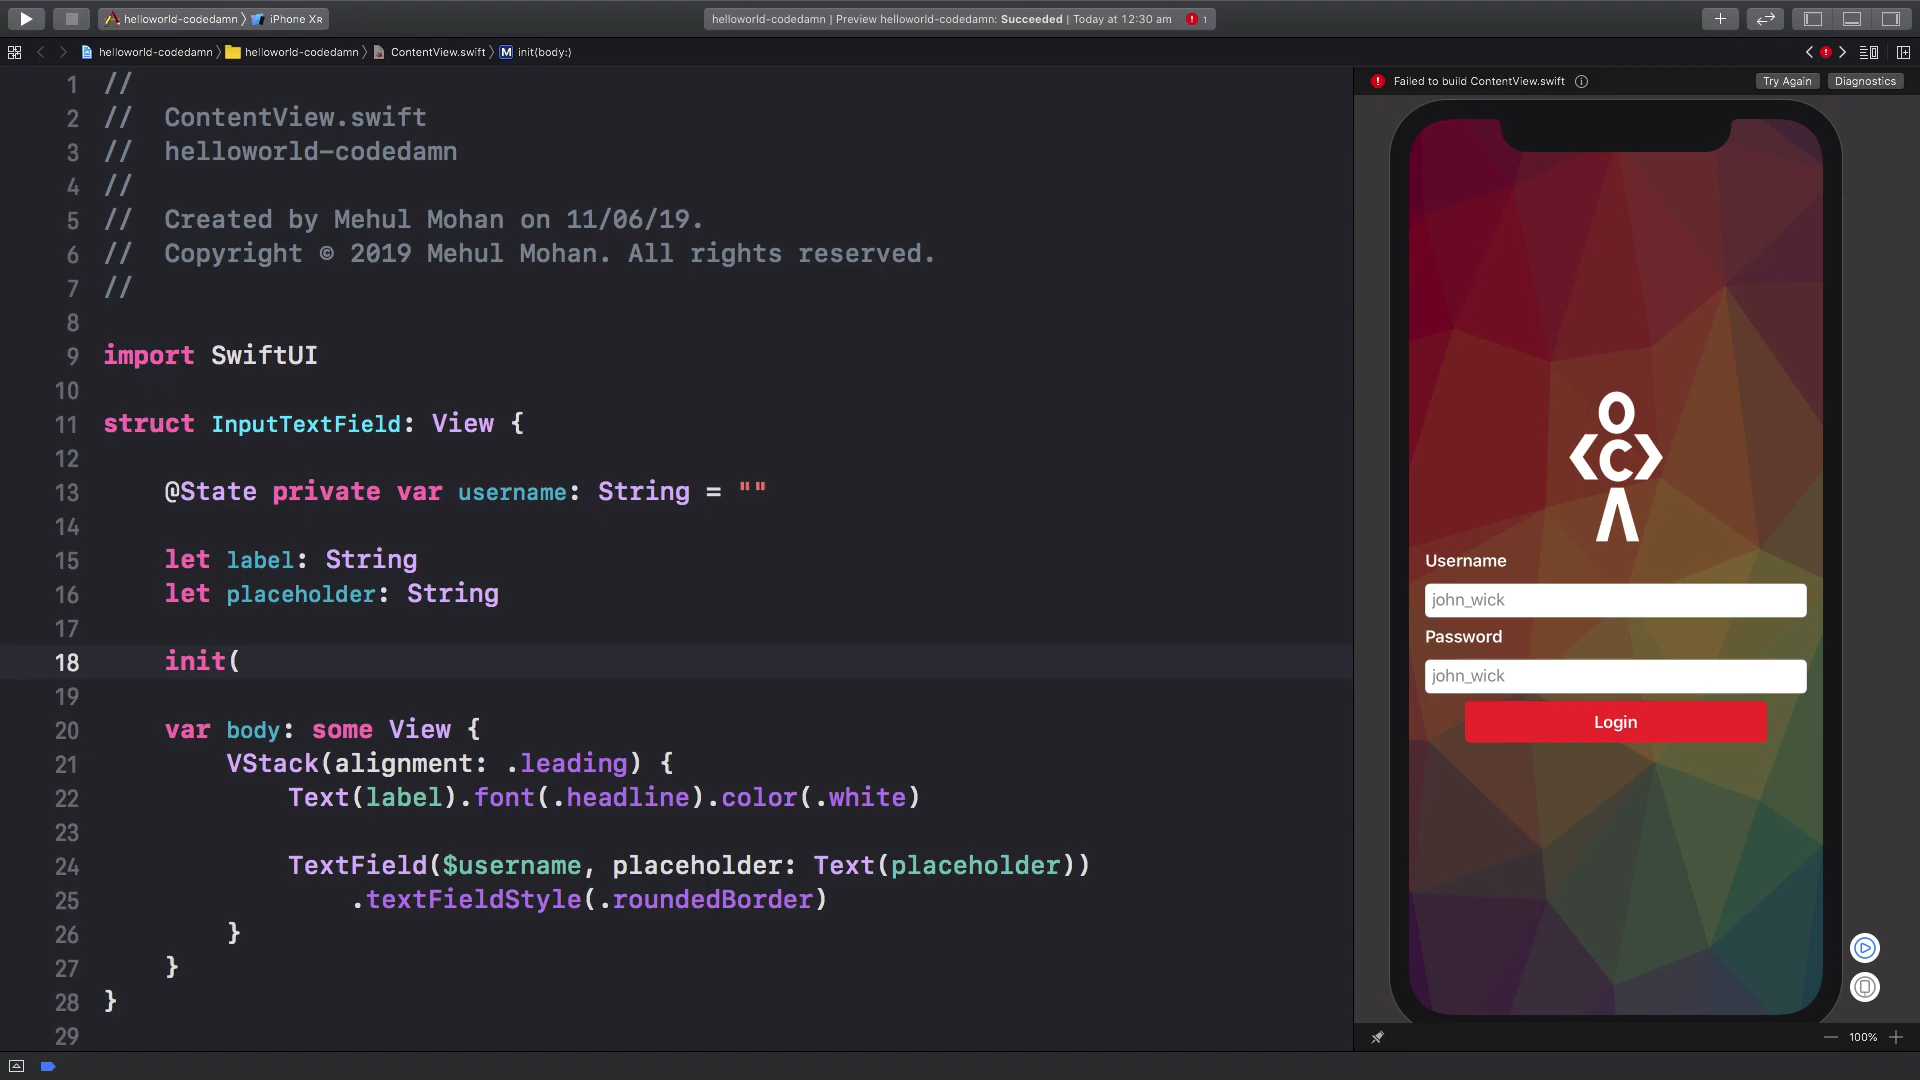 helloworld-codedamn 〉 iPhone XR
helloworld-codedamn | Preview helloworld-codedamn: Succeeded | Today at 12:30 am 1
helloworld-codedamn 〉 helloworld-codedamn 〉 ContentView.swift 〉 M init(body:)
Failed to build ContentView.swift
Try Again
Diagnostics
1 //
2 //  ContentView.swift
3 //  helloworld-codedamn
4 //
5 //  Created by Mehul Mohan on 11/06/19.
6 //  Copyright © 2019 Mehul Mohan. All rights reserved.
7 //
8
9 import SwiftUI
10
11 struct InputTextField: View {
12
13     @State private var username: String = ""
14
15     let label: String
16     let placeholder: String
17
18     init(
19
20     var body: some View {
21         VStack(alignment: .leading) {
22             Text(label).font(.headline).color(.white)
23
24             TextField($username, placeholder: Text(placeholder))
25                 .textFieldStyle(.roundedBorder)
26         }
27     }
28 }
29
C
Username
john_wick
Password
john_wick
Login
100%